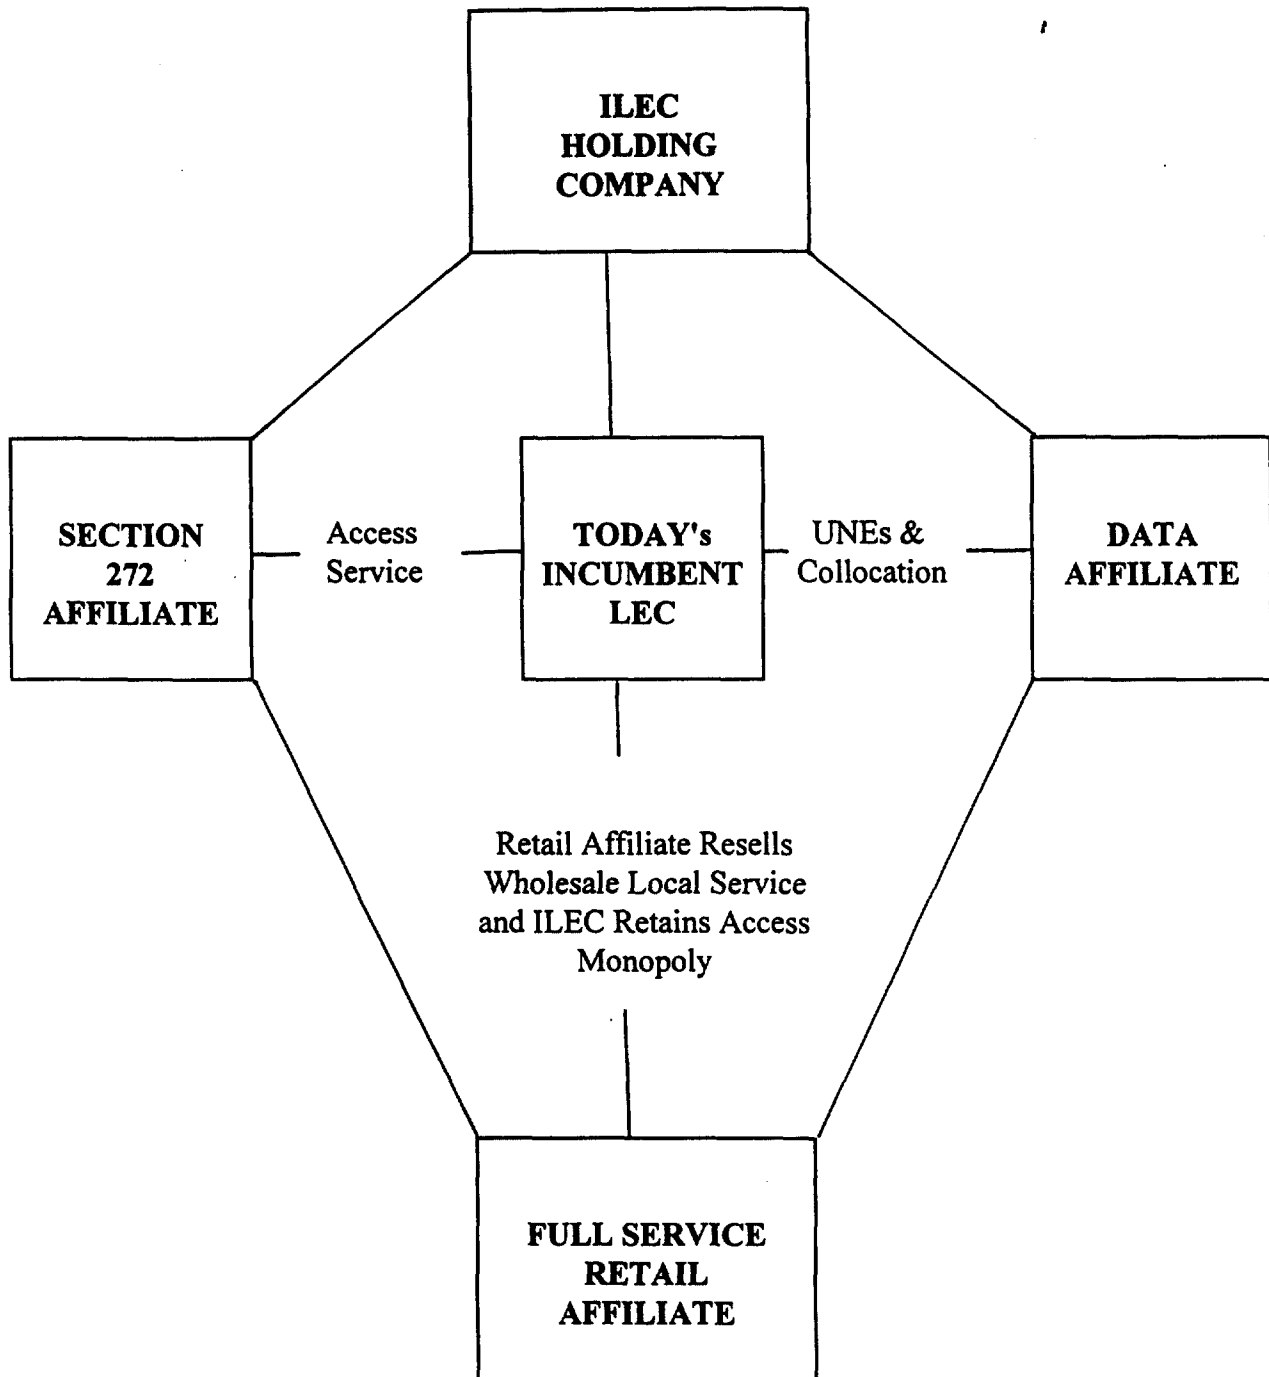 ILEC
HOLDING
COMPANY
SECTION
272
AFFILIATE
Access
Service
TODAY's
INCUMBENT
LEC
UNEs &
Collocation
DATA
AFFILIATE
Retail Affiliate Resells
Wholesale Local Service
and ILEC Retains Access
Monopoly
FULL SERVICE
RETAIL
AFFILIATE